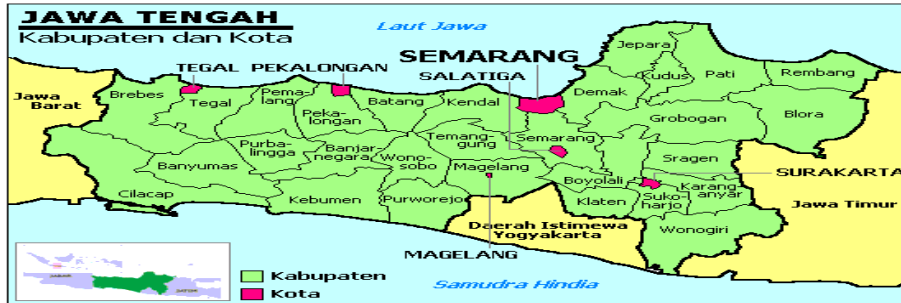 JAWA TENGAH
Kabupaten dan Kota
Laut Jawa
TEGAL
PEKALONGAN
SEMARANG
SALATIGA
Jepara
Kudus
Pati
Rembang
Jawa
Barat
Brebes
Tegal
Pema-
lang
Peka-
longan
Batang
Kendal
Demak
Grobogan
Blora
Temang-
gung
Semarang
Purba-
lingga
Banjar-
negara
Wono-
sobo
Banyumas
Magelang
Sragen
Boyolali
SURAKARTA
Cilacap
Kebumen
Purworejo
Klaten
Suko-
harjo
Karang-
anyar
Jawa Timur
Daerah Istimewa
Yogyakarta
Wonogiri
MAGELANG
Kabupaten
Kota
Samudra Hindia